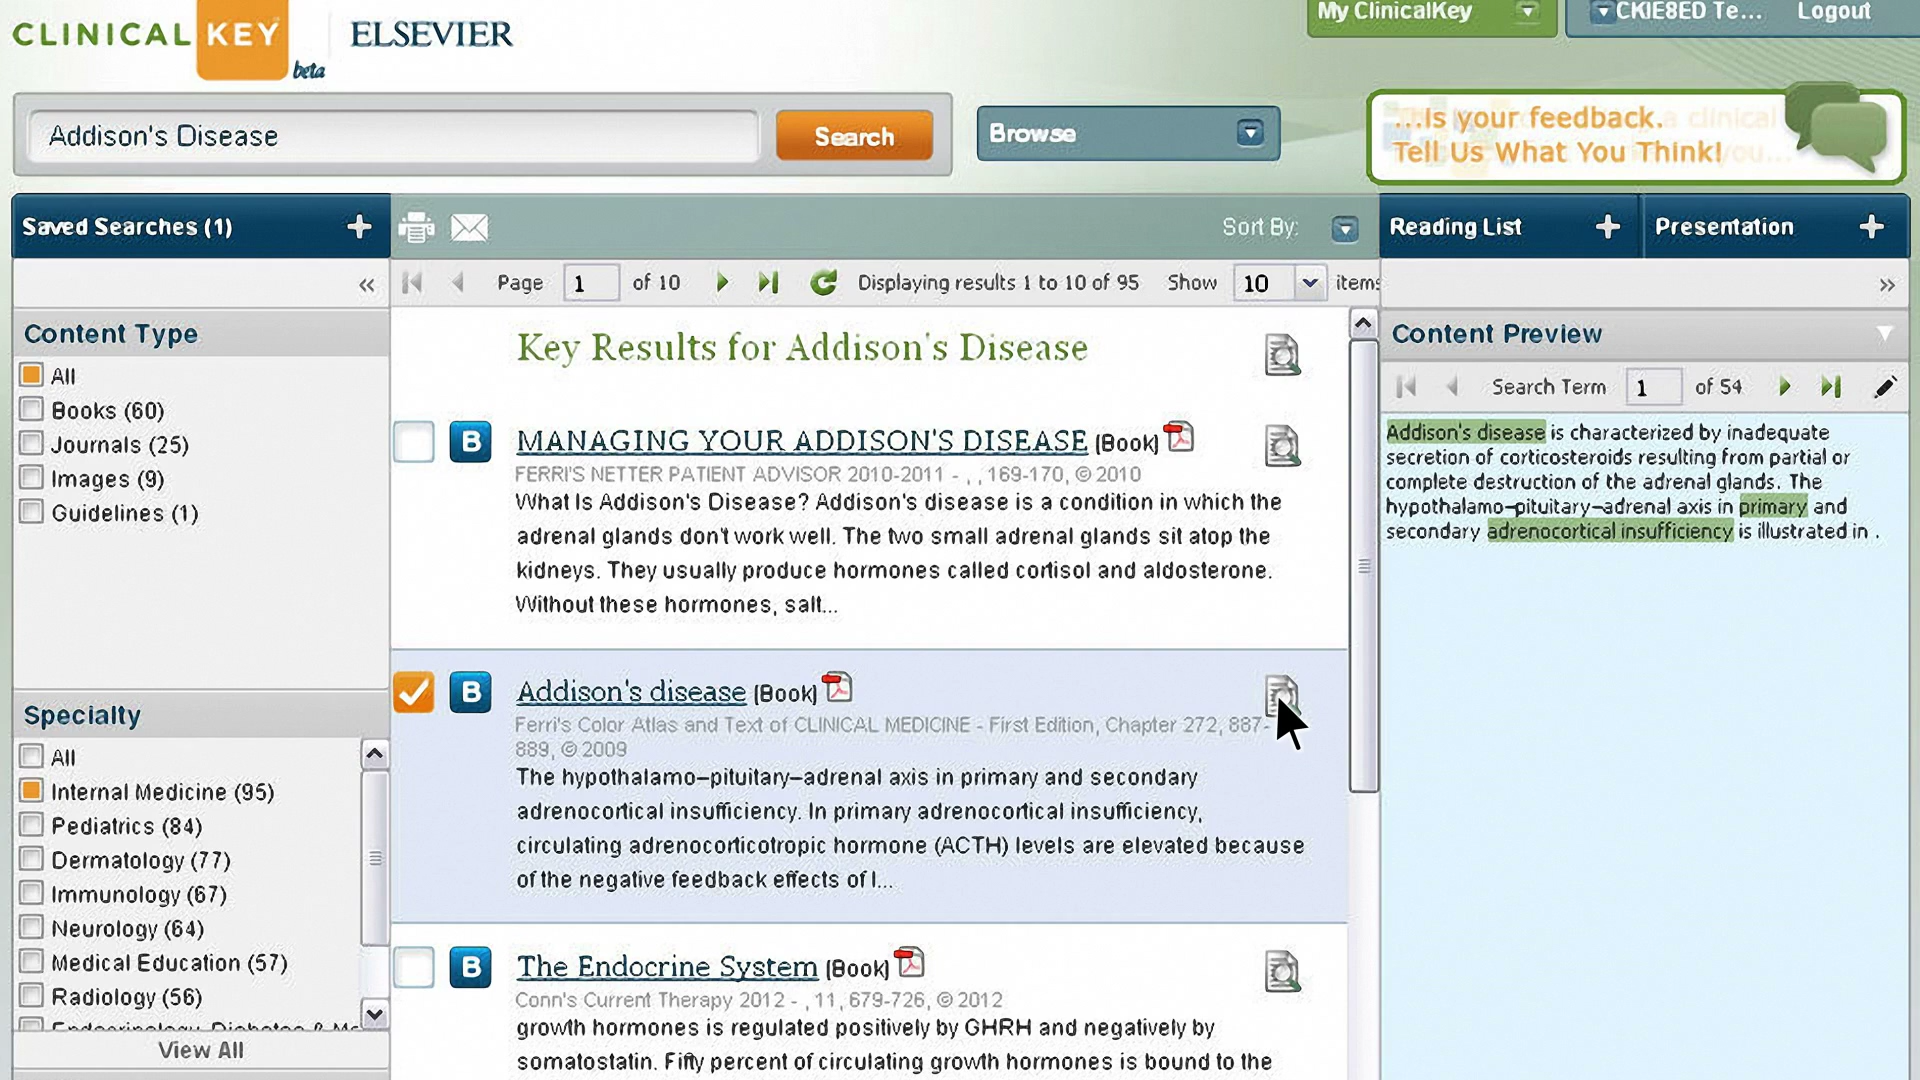 CLINICAL KEY beta ELSEVIER
My ClinicalKey
CKIE8ED Te... Logout
Addison's Disease
Search
Browse
...Is your feedback.
Tell Us What You Think!
Saved Searches (1)
Sort By:
Reading List
Presentation
Page 1 of 10
Displaying results 1 to 10 of 95
Show 10 items
Content Type
All
Books (60)
Journals (25)
Images (9)
Guidelines (1)
Specialty
All
Internal Medicine (95)
Pediatrics (84)
Dermatology (77)
Immunology (67)
Neurology (64)
Medical Education (57)
Radiology (56)
View All
Key Results for Addison's Disease
B MANAGING YOUR ADDISON'S DISEASE (Book)
FERRI'S NETTER PATIENT ADVISOR 2010-2011 - , , 169-170, © 2010
What Is Addison's Disease? Addison's disease is a condition in which the
adrenal glands don't work well. The two small adrenal glands sit atop the
kidneys. They usually produce hormones called cortisol and aldosterone.
Without these hormones, salt...
B Addison's disease (Book)
Ferri's Color Atlas and Text of CLINICAL MEDICINE - First Edition, Chapter 272, 887-
889, © 2009
The hypothalamo–pituitary–adrenal axis in primary and secondary
adrenocortical insufficiency. In primary adrenocortical insufficiency,
circulating adrenocorticotropic hormone (ACTH) levels are elevated because
of the negative feedback effects of l...
B The Endocrine System (Book)
Conn's Current Therapy 2012 - , 11, 679-726, © 2012
growth hormones is regulated positively by GHRH and negatively by
somatostatin. Fifty percent of circulating growth hormones is bound to the
Content Preview
Search Term 1 of 54
Addison's disease is characterized by inadequate
secretion of corticosteroids resulting from partial or
complete destruction of the adrenal glands. The
hypothalamo–pituitary–adrenal axis in primary and
secondary adrenocortical insufficiency is illustrated in .